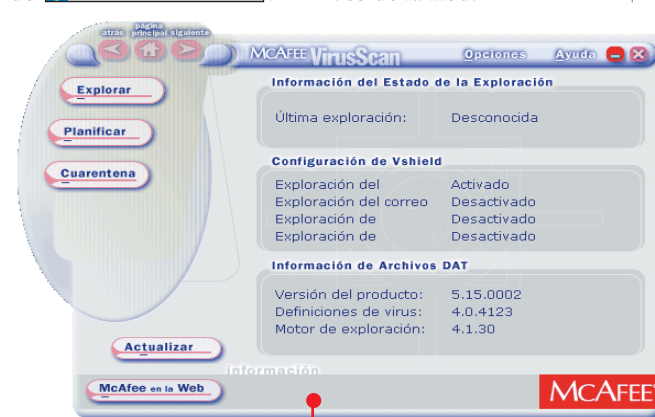 página
atrás principal siguiente
McAFEE VirusScan Opciones Ayuda
Explorar
Planificar
Cuarentena
Información del Estado de la Exploración
Última exploración: Desconocida
Configuración de Vshield
Exploración del Activado
Exploración del correo Desactivado
Exploración de Desactivado
Exploración de Desactivado
Información de Archivos DAT
Versión del producto: 5.15.0002
Definiciones de virus: 4.0.4123
Motor de exploración: 4.1.30
Actualizar
información
McAfee en la Web
McAFEE